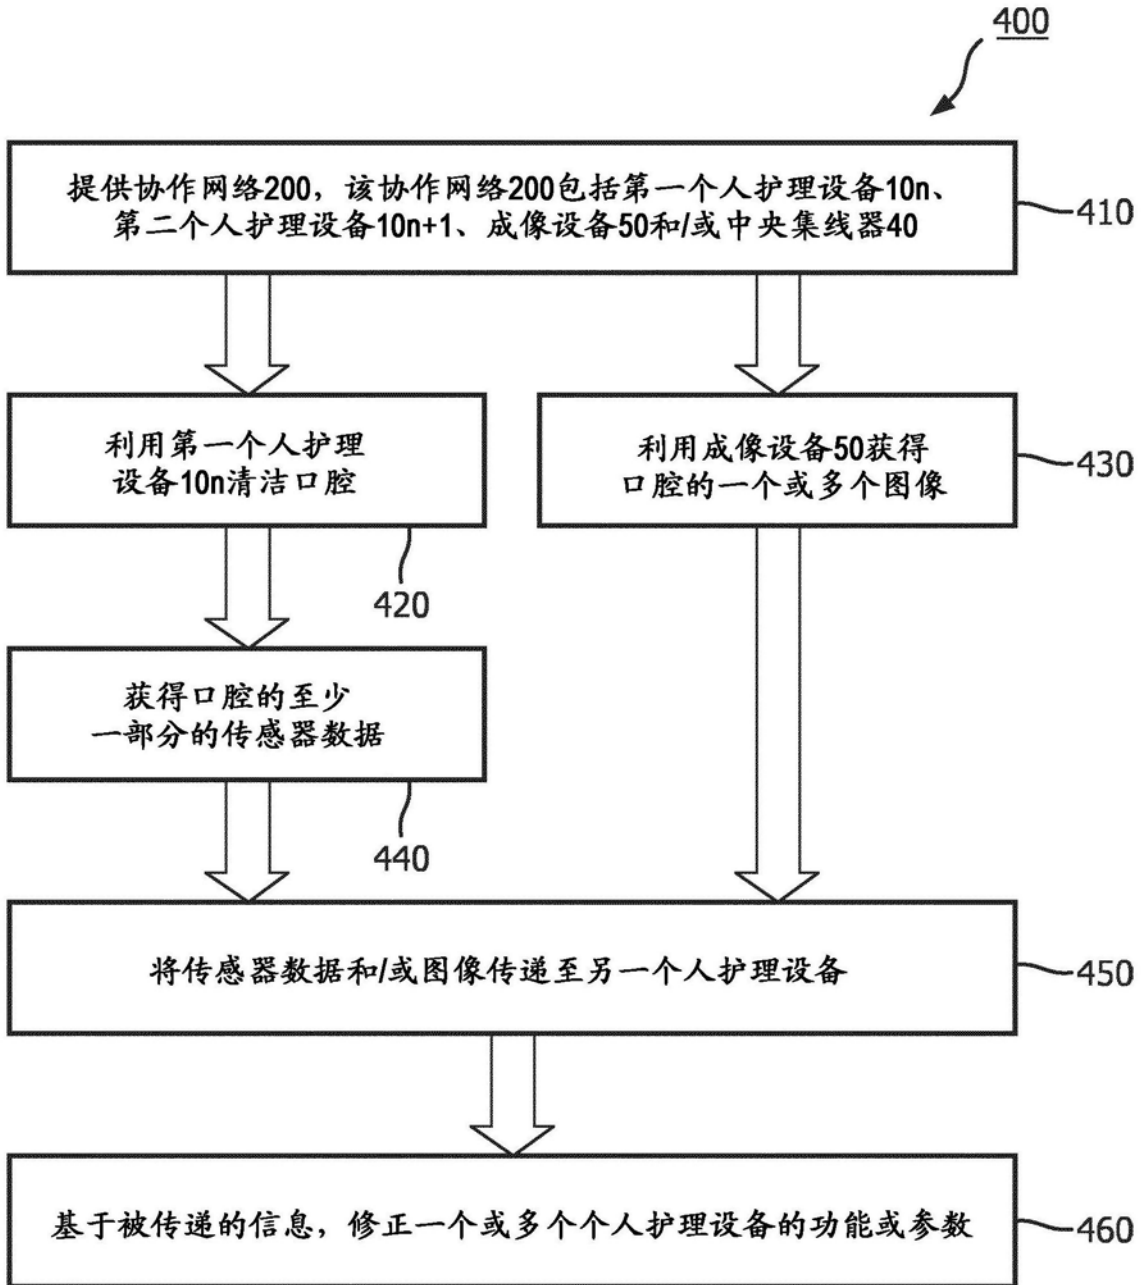 400
提供协作网络200，该协作网络200包括第一个人护理设备10n、
第二个人护理设备10n+1、成像设备50和/或中央集线器40
410
利用第一个人护理
设备10n清洁口腔
420
利用成像设备50获得
口腔的一个或多个图像
430
获得口腔的至少
一部分的传感器数据
440
将传感器数据和/或图像传递至另一个人护理设备
450
基于被传递的信息，修正一个或多个个人护理设备的功能或参数
460